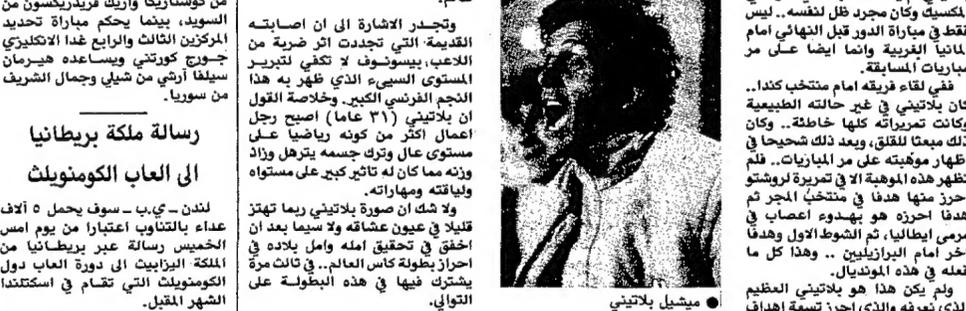 المكسيك وكان مجرد ظل لنفسه.. ليس
فقط في مباراة الدور قبل النهائي امام
المانيا الغربية وانما ايضا على مر
مباريات المسابقة.
ففي لقاء فريقه امام منتخب كندا..
كان بلاتيني في غير حالته الطبيعية
وكانت تمريراته كلها خاطئة.. وكان
ذلك مبعثا للقلق، وبعد ذلك شحيحا في
اظهار موهبته على مر المباريات.. فلم
تظهر هذه الموهبة الا في تمريرة لروشتو
احرز منها هدفا في منتخب المجر ثم
هدفا احرزه هو بهدوء اعصاب في
مرمى ايطاليا، ثم الشوط الاول وهدفا
آخر امام البرازيليين .. وهذا كل ما
فعله في هذه المونديال.
ولم يكن هذا هو بلاتيني العظيم
الذي نعرفه والذي احرز تسعة اهداف
● ميشيل بلاتيني
وتجدر الاشارة الى ان اصابته
القديمة التي تجددت اثر ضربة من
اللاعب بيسونوف لا تكفي لتبرير
المستوى السيىء الذي ظهر به هذا
النجم الفرنسي الكبير. وخلاصة القول
ان بلاتيني (٣١ عاما) اصبح رجل
اعمال اكثر من كونه رياضيا على
مستوى عال وترك جسمه يترهل وزاد
وزنه مما كان له تاثير كبير على مستواه
ولياقته ومهاراته.
ولا شك ان صورة بلاتيني ربما تهتز
قليلا في عيون عشاقه ولا سيما بعد ان
اخفق في تحقيق امله وامل بلاده في
احراز بطولة كاس العالم.. في ثالث مرة
يشترك فيها في هذه البطولة على
التوالي.
من كوستاريكا واريك فريدريكسون من
السويد، بينما يحكم مباراة تحديد
المركزين الثالث والرابع غدا الانكليزي
جورج كورتني ويساعده هيرمان
سيلفا آرشي من شيلي وجمال الشريف
من سوريا.
رسالة ملكة بريطانيا
الى العاب الكومنويلث
لندن – ي.ب – سوف يحمل ٥ آلاف
عداء بالتناوب اعتبارا من يوم امس
الخميس رسالة عبر بريطانيا من
الملكة اليزابيث الى دورة العاب دول
الكومنويلث التي تقام في اسكتلندا
الشهر المقبل.